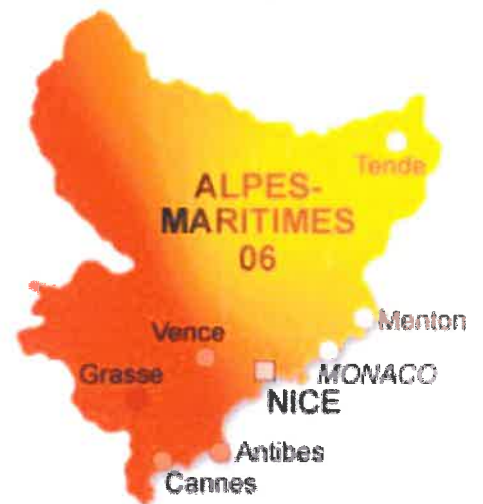 Tende
ALPES-
MARITIMES
06
Menton
Vence
MONACO
Grasse
NICE
Antibes
Cannes